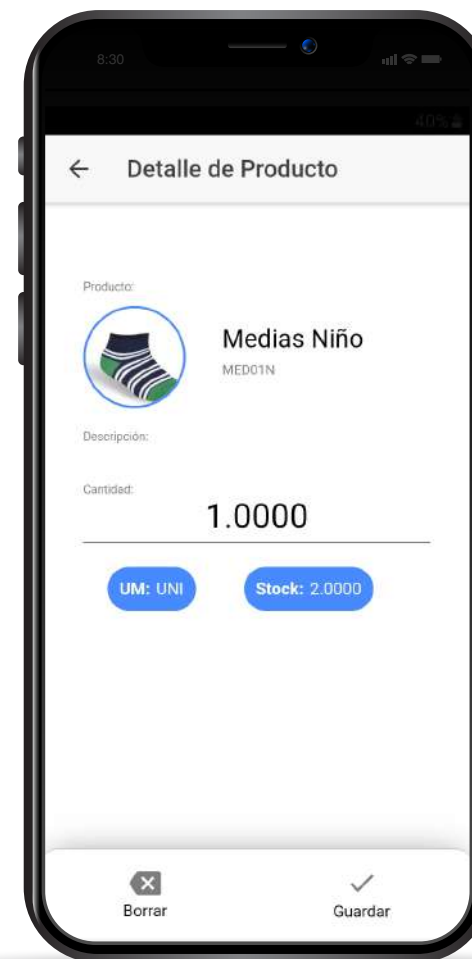 8:30
40%
Detalle de Producto
Producto:
Medias Niño
MED01N
Descripción:
Cantidad:
1.0000
UM: UNI
Stock: 2.0000
Borrar
Guardar